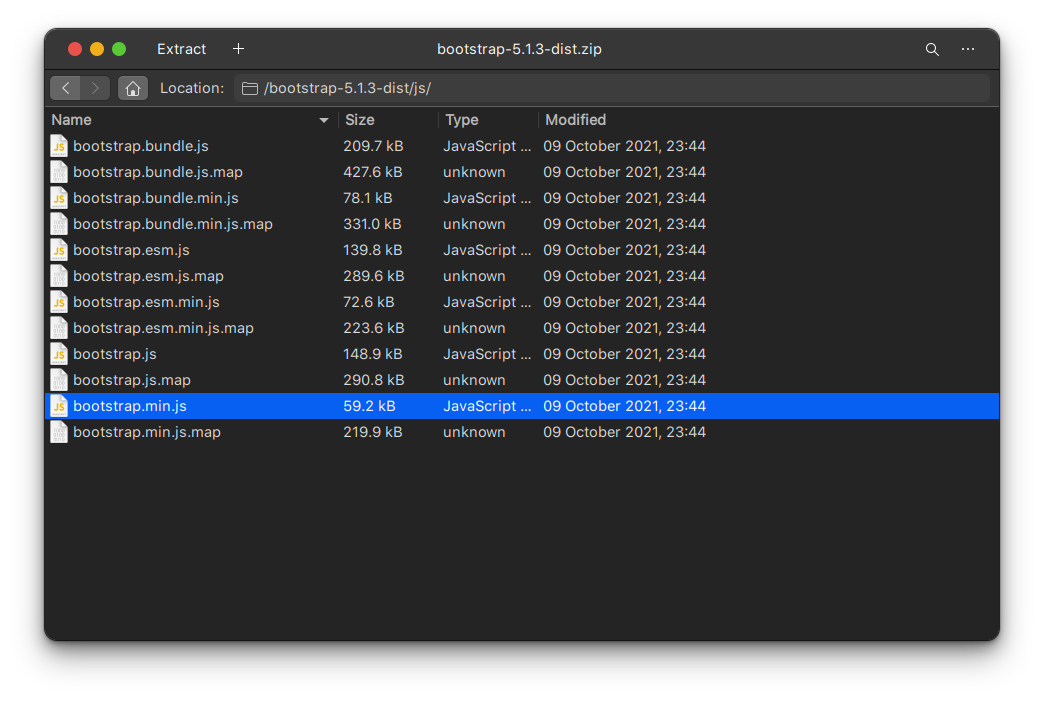 Extract + bootstrap-5.1.3-dist.zip ...
Location: /bootstrap-5.1.3-dist/js/
Name Size Type Modified
JS bootstrap.bundle.js 209.7 kB JavaScript ... 09 October 2021, 23:44
bootstrap.bundle.js.map 427.6 kB unknown 09 October 2021, 23:44
JS bootstrap.bundle.min.js 78.1 kB JavaScript ... 09 October 2021, 23:44
bootstrap.bundle.min.js.map 331.0 kB unknown 09 October 2021, 23:44
JS bootstrap.esm.js 139.8 kB JavaScript ... 09 October 2021, 23:44
bootstrap.esm.js.map 289.6 kB unknown 09 October 2021, 23:44
JS bootstrap.esm.min.js 72.6 kB JavaScript ... 09 October 2021, 23:44
bootstrap.esm.min.js.map 223.6 kB unknown 09 October 2021, 23:44
JS bootstrap.js 148.9 kB JavaScript ... 09 October 2021, 23:44
bootstrap.js.map 290.8 kB unknown 09 October 2021, 23:44
JS bootstrap.min.js 59.2 kB JavaScript ... 09 October 2021, 23:44
bootstrap.min.js.map 219.9 kB unknown 09 October 2021, 23:44